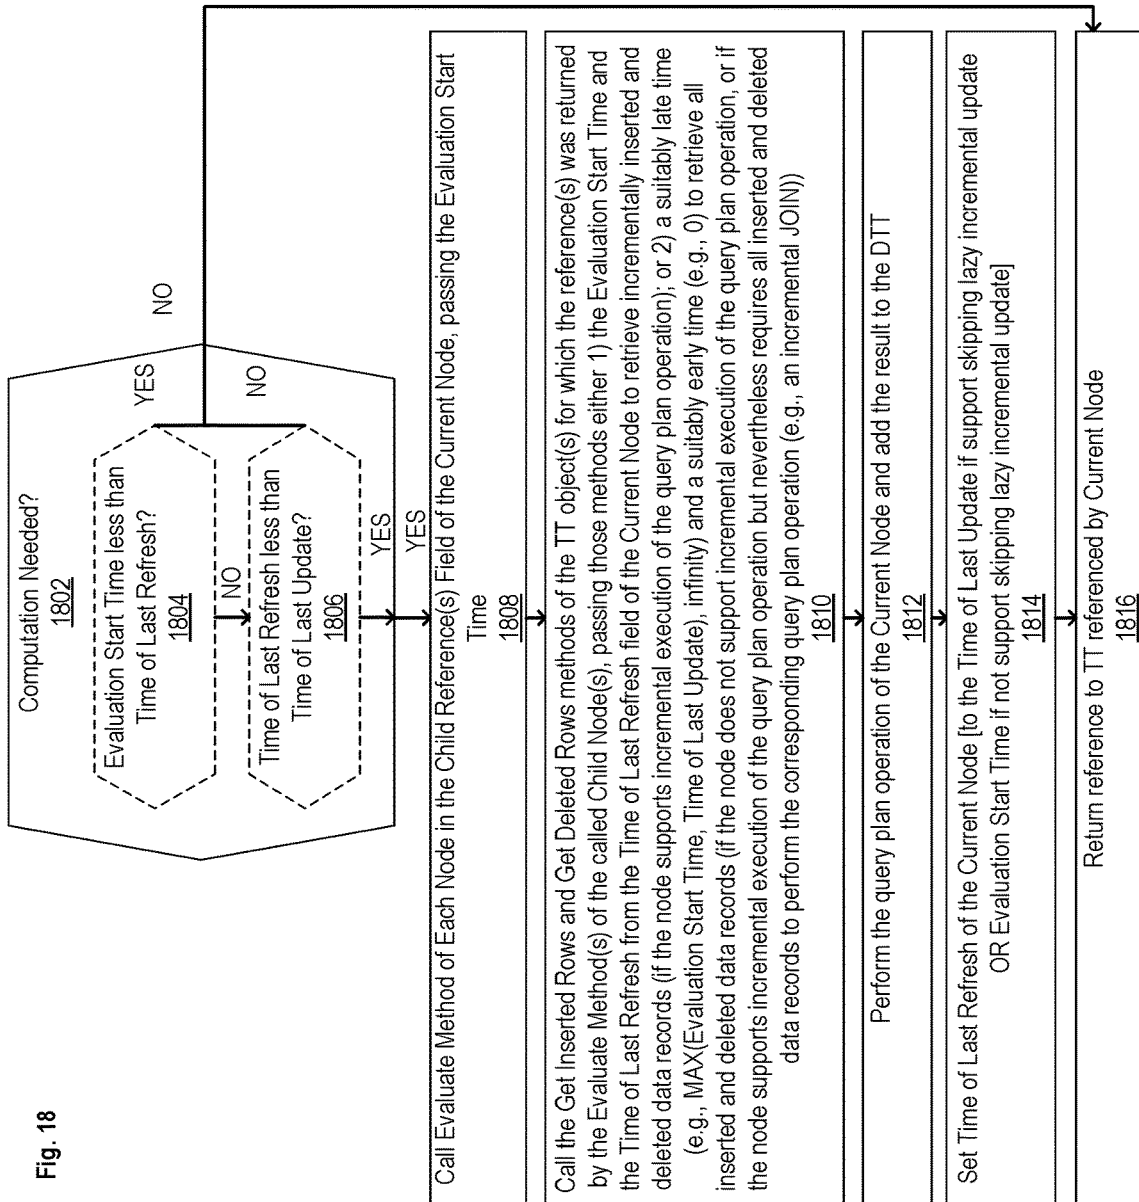 Fig. 18
Computation Needed?
1802
Evaluation Start Time less than
Time of Last Refresh?
1804
YES
NO
NO
Time of Last Refresh less than
Time of Last Update?
1806
NO
YES
YES
Call Evaluate Method of Each Node in the Child Reference(s) Field of the Current Node, passing the Evaluation Start
Time
1808
Call the Get Inserted Rows and Get Deleted Rows methods of the TT object(s) for which the reference(s) was returned
by the Evaluate Method(s) of the called Child Node(s), passing those methods either 1) the Evaluation Start Time and
the Time of Last Refresh from the Time of Last Refresh field of the Current Node to retrieve incrementally inserted and
deleted data records (if the node supports incremental execution of the query plan operation); or 2) a suitably late time
(e.g., MAX(Evaluation Start Time, Time of Last Update), infinity) and a suitably early time (e.g., 0) to retrieve all
inserted and deleted data records (if the node does not support incremental execution of the query plan operation, or if
the node supports incremental execution of the query plan operation but nevertheless requires all inserted and deleted
data records to perform the corresponding query plan operation (e.g., an incremental JOIN))
1810
Perform the query plan operation of the Current Node and add the result to the DTT
1812
Set Time of Last Refresh of the Current Node [to the Time of Last Update if support skipping lazy incremental update
OR Evaluation Start Time if not support skipping lazy incremental update]
1814
Return reference to TT referenced by Current Node
1816